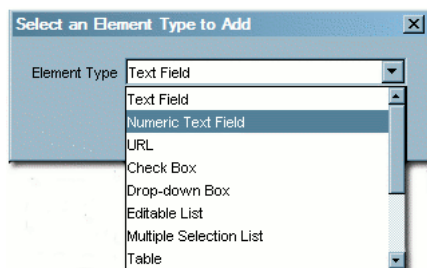 Select an Element Type to Add
Element Type Text Field
Text Field
Numeric Text Field
URL
Check Box
Drop-down Box
Editable List
Multiple Selection List
Table